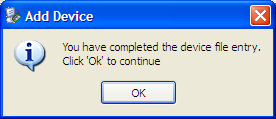 Add Device
You have completed the device file entry.
Click 'Ok' to continue
OK